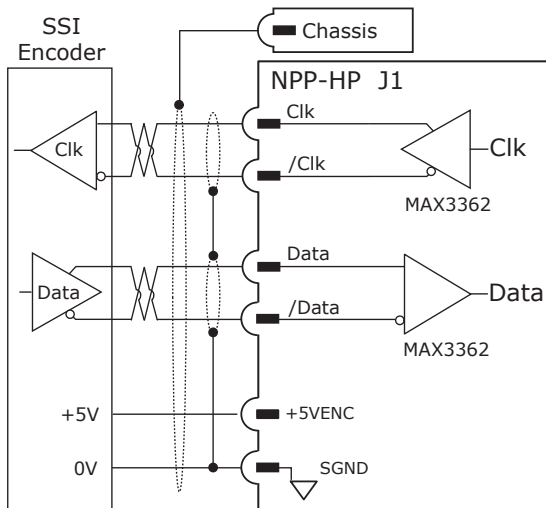 SSI
Encoder
Chassis
NPP-HP J1
Clk
Clk
/Clk
Clk
MAX3362
Data
Data
/Data
Data
MAX3362
+5V
+5VENC
0V
SGND